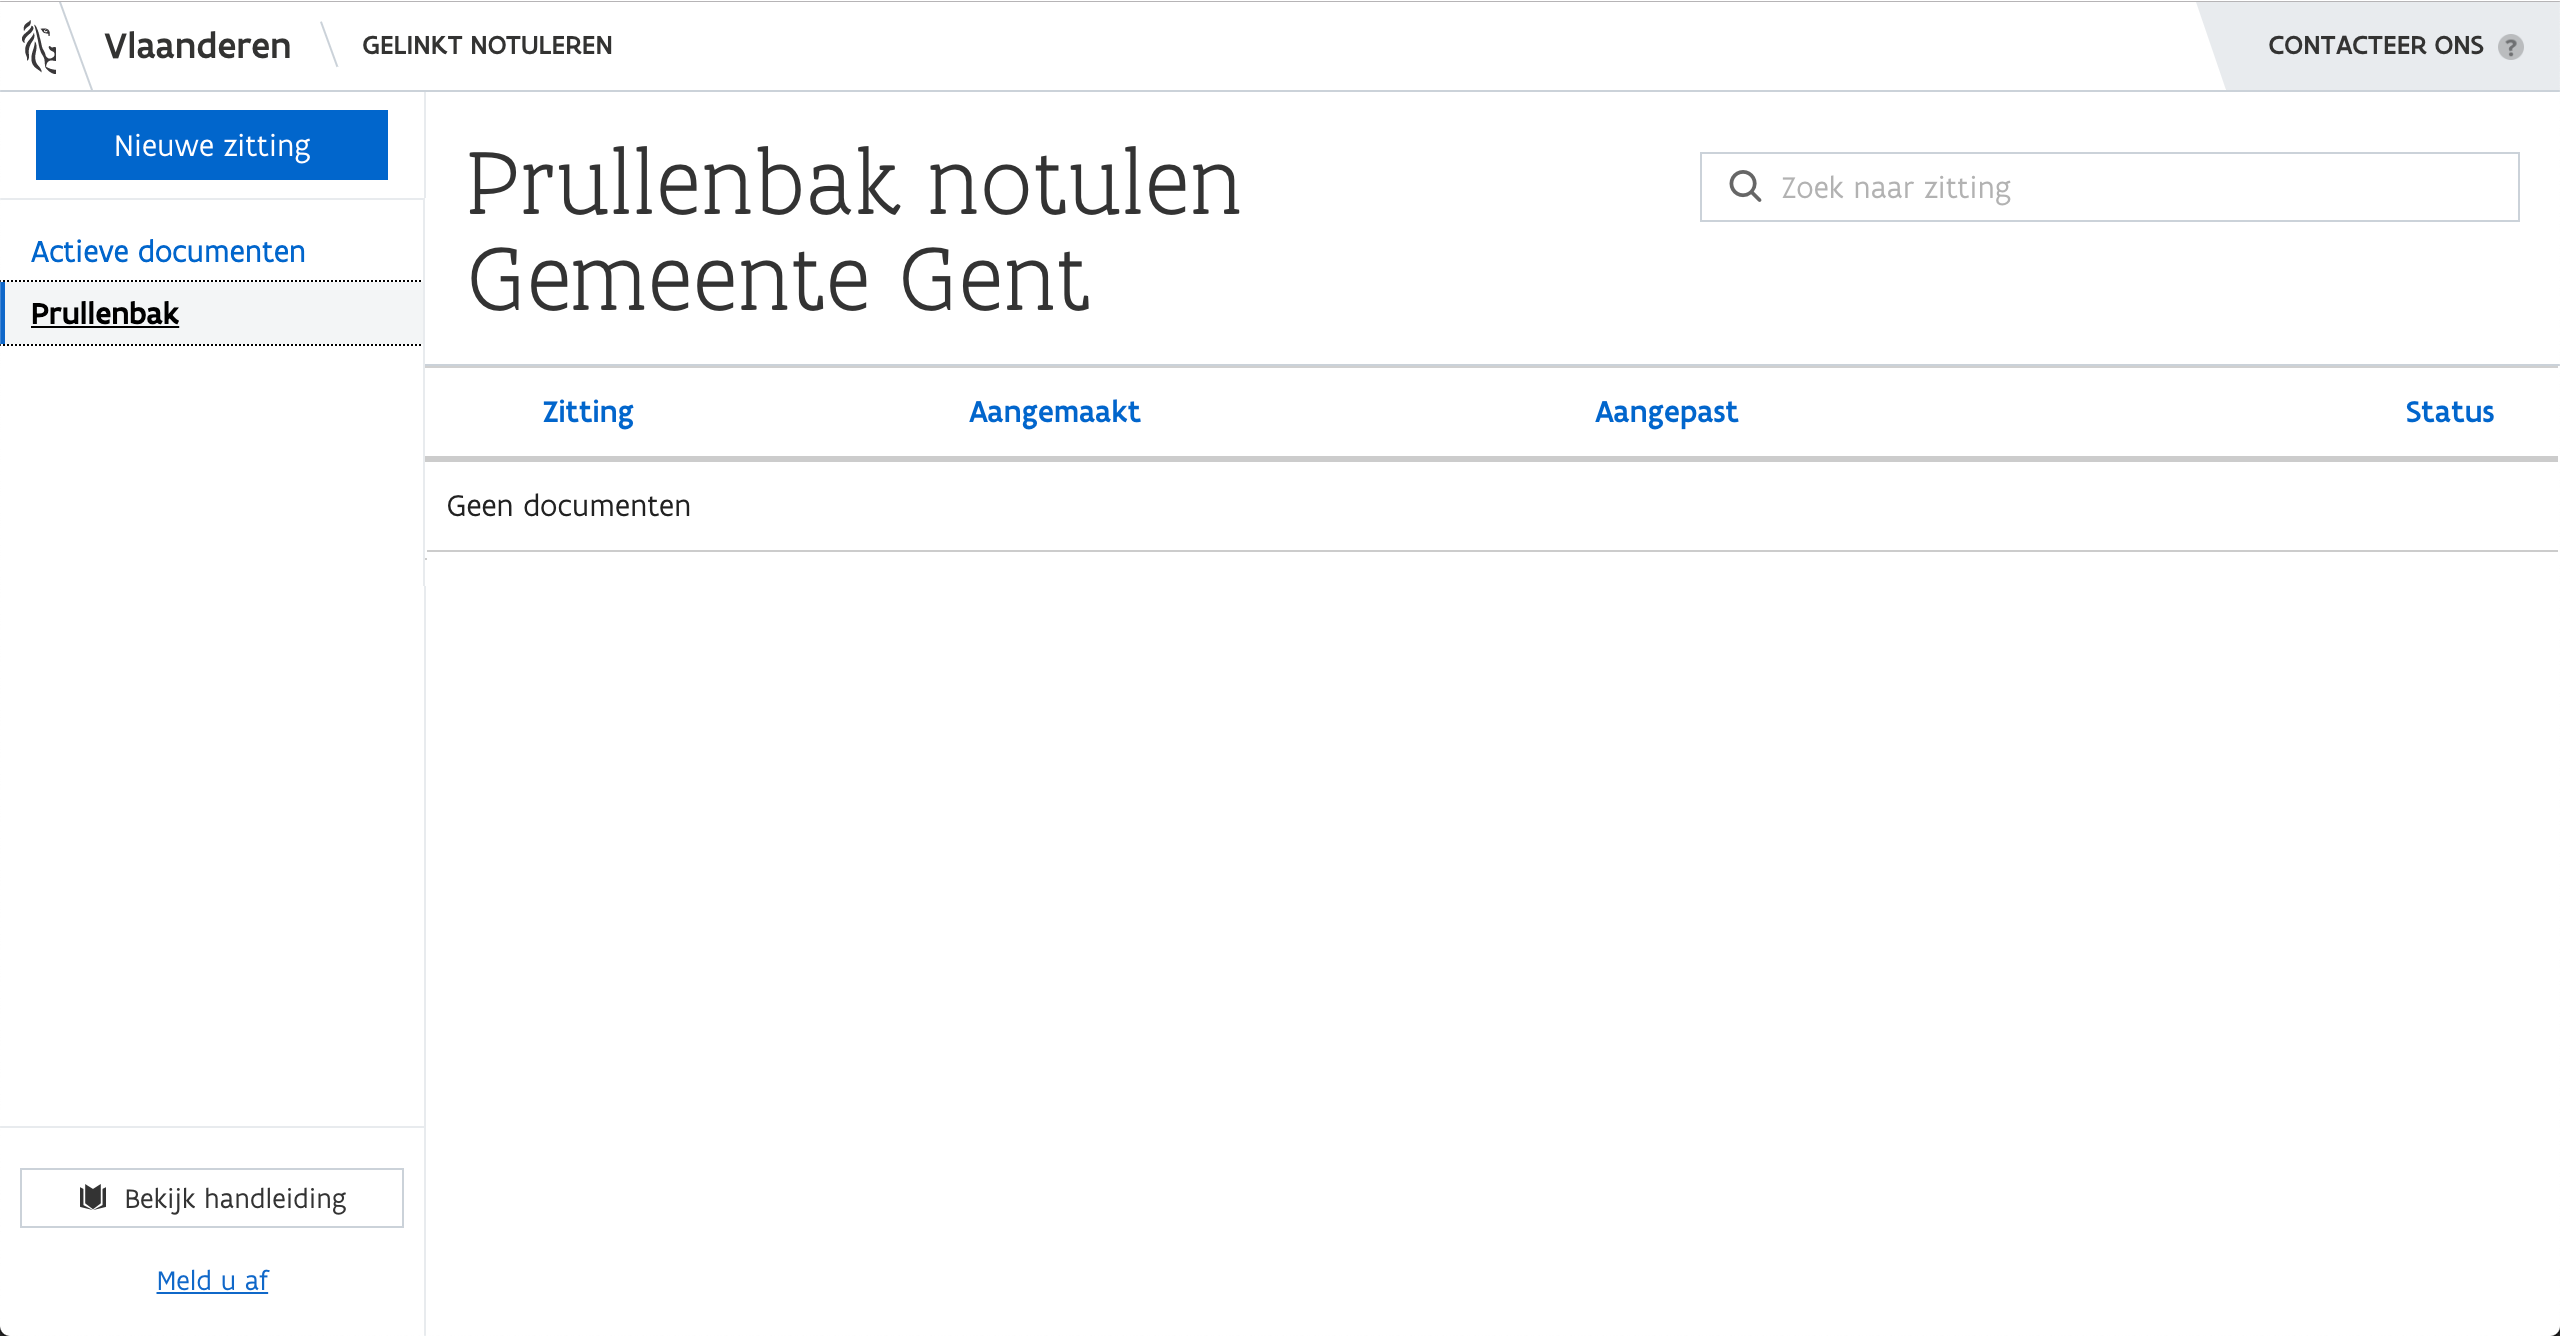 Vlaanderen
GELINKT NOTULEREN
CONTACTEER ONS ?
Nieuwe zitting
Actieve documenten
Prullenbak
Prullenbak notulen
Gemeente Gent
Zoek naar zitting
Zitting Aangemaakt Aangepast Status
Geen documenten
Bekijk handleiding
Meld u af